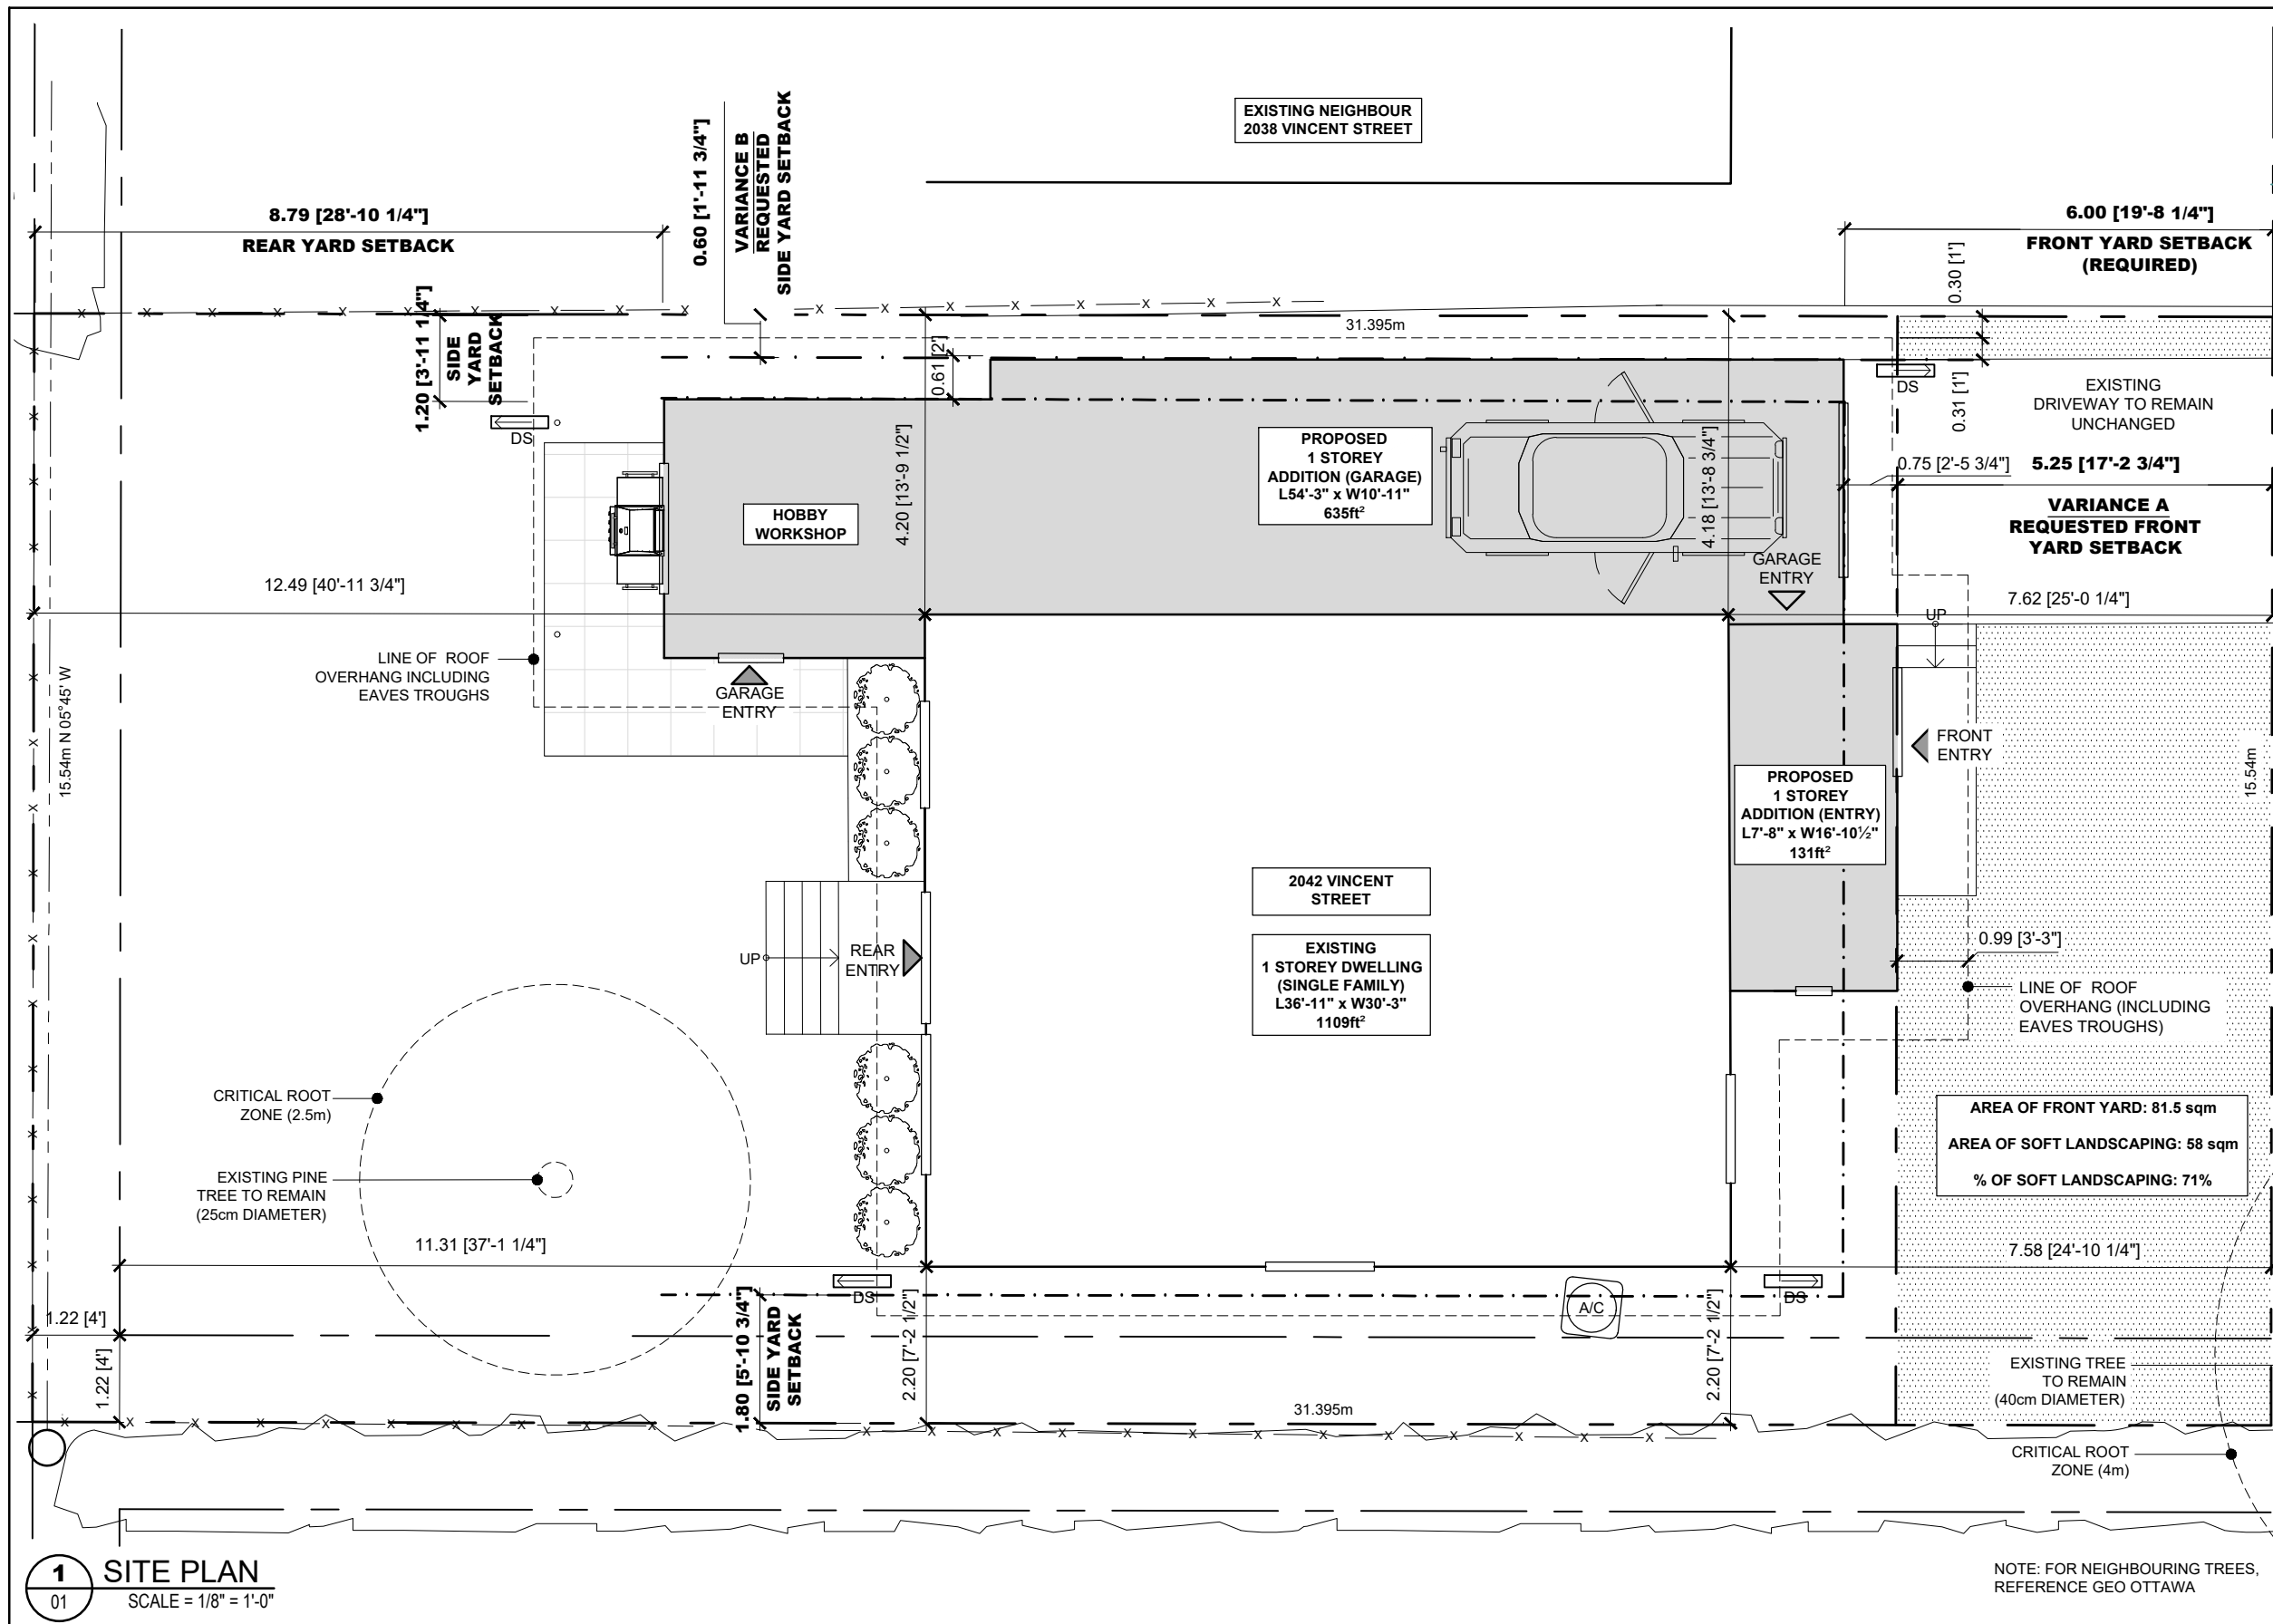 EXISTING NEIGHBOUR
2038 VINCENT STREET
8.79 [28'-10 1/4"]
REAR YARD SETBACK
0.60 [1'-11 3/4"]
VARIANCE B
REQUESTED
SIDE YARD SETBACK
6.00 [19'-8 1/4"]
FRONT YARD SETBACK
(REQUIRED)
0.30 [1']
1.20 [3'-11 1/4"]
SIDE
YARD
SETBACK
31.395m
0.61 [2']
DS
DS
0.31 [1']
EXISTING
DRIVEWAY TO REMAIN
UNCHANGED
PROPOSED
1 STOREY
ADDITION (GARAGE)
L54'-3" x W10'-11"
635ft²
4.20 [13'-9 1/2"]
4.18 [13'-8 3/4"]
0.75 [2'-5 3/4"]
5.25 [17'-2 3/4"]
VARIANCE A
REQUESTED FRONT
YARD SETBACK
HOBBY
WORKSHOP
GARAGE
ENTRY
12.49 [40'-11 3/4"]
7.62 [25'-0 1/4"]
UP
LINE OF ROOF
OVERHANG INCLUDING
EAVES TROUGHS
GARAGE
ENTRY
15.54m N 05°45' W
FRONT
ENTRY
15.54m
PROPOSED
1 STOREY
ADDITION (ENTRY)
L7'-8" x W16'-10½"
131ft²
2042 VINCENT
STREET
EXISTING
1 STOREY DWELLING
(SINGLE FAMILY)
L36'-11" x W30'-3"
1109ft²
UP
REAR
ENTRY
0.99 [3'-3"]
LINE OF ROOF
OVERHANG (INCLUDING
EAVES TROUGHS)
CRITICAL ROOT
ZONE (2.5m)
EXISTING PINE
TREE TO REMAIN
(25cm DIAMETER)
AREA OF FRONT YARD: 81.5 sqm
AREA OF SOFT LANDSCAPING: 58 sqm
% OF SOFT LANDSCAPING: 71%
11.31 [37'-1 1/4"]
7.58 [24'-10 1/4"]
DS
DS
A/C
1.22 [4']
1.22 [4']
1.80 [5'-10 3/4"]
SIDE YARD
SETBACK
2.20 [7'-2 1/2"]
2.20 [7'-2 1/2"]
31.395m
EXISTING TREE
TO REMAIN
(40cm DIAMETER)
CRITICAL ROOT
ZONE (4m)
1
01
SITE PLAN
SCALE = 1/8" = 1'-0"
NOTE: FOR NEIGHBOURING TREES,
REFERENCE GEO OTTAWA